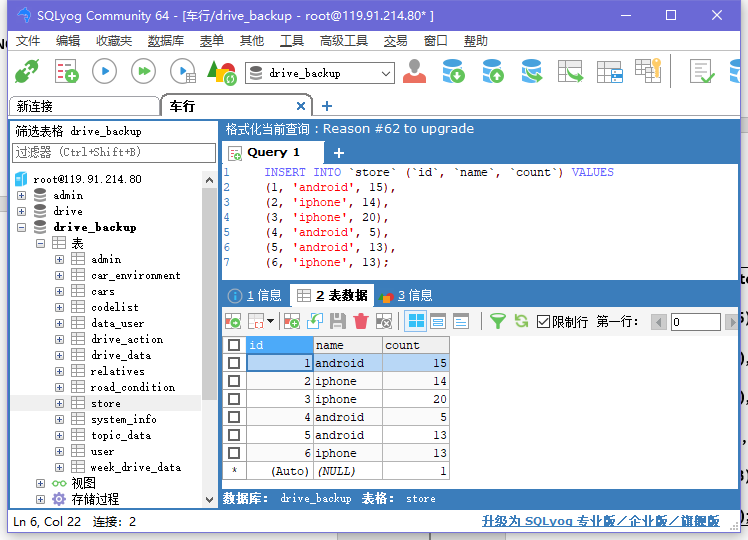 SQLyog Community 64 - [车行/drive_backup - root@119.91.214.80* ]
文件 编辑 收藏夹 数据库 表单 其他 工具 高级工具 交易 窗口 帮助
drive_backup
新连接 车行
筛选表格 drive_backup
过滤器 (Ctrl+Shift+B)
root@119.91.214.80
admin
drive
drive_backup
表
admin
car_environment
cars
codelist
data_user
drive_action
drive_data
relatives
road_condition
store
system_info
topic_data
user
week_drive_data
视图
存储过程
格式化当前查询 : Reason #62 to upgrade
Query 1
1 INSERT INTO `store` (`id`, `name`, `count`) VALUES
2 (1, 'android', 15),
3 (2, 'iphone', 14),
4 (3, 'iphone', 20),
5 (4, 'android', 5),
6 (5, 'android', 13),
7 (6, 'iphone', 13);
1 信息 2 表数据 3 信息
限制行 第一行: 0
id name count
1 android 15
2 iphone 14
3 iphone 20
4 android 5
5 android 13
6 iphone 13
* (Auto) (NULL) 1
数据库: drive_backup 表格: store
Ln 6, Col 22 连接: 2
升级为 SQLyog 专业版/企业版/旗舰版